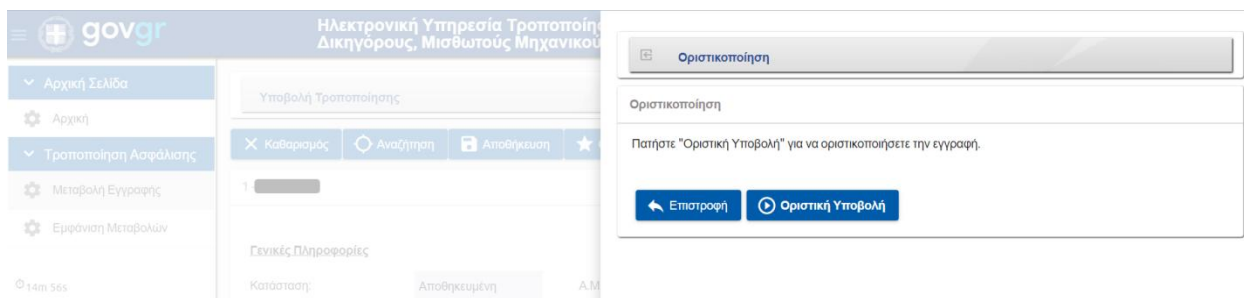 govgr
Ηλεκτρονική Υπηρεσία Τροποποίησ
Δικηγόρους, Μισθωτούς Μηχανικού
Αρχική Σελίδα
Αρχική
Τροποποίηση Ασφάλισης
Μεταβολή Εγγραφής
Εμφάνιση Μεταβολών
14m 56s
Υποβολή Τροποποίησης
Καθαρισμός
Αναζήτηση
Αποθήκευση
1
Γενικές Πληροφορίες
Κατάσταση:
Αποθηκευμένη
Α.Μ
Οριστικοποίηση
Οριστικοποίηση
Πατήστε "Οριστική Υποβολή" για να οριστικοποιήσετε την εγγραφή.
Επιστροφή
Οριστική Υποβολή